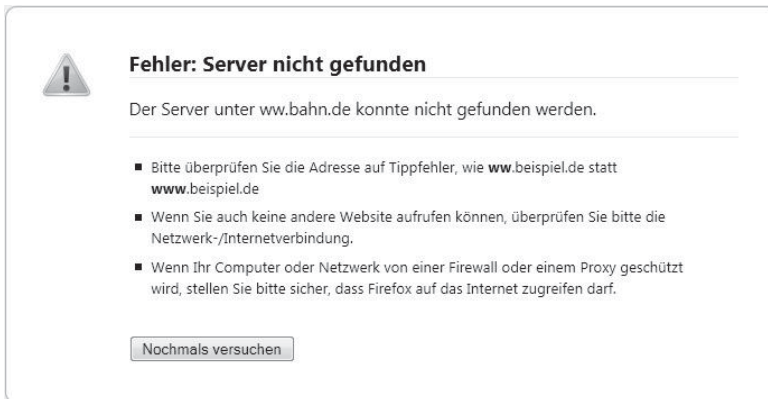 Fehler: Server nicht gefunden
Der Server unter ww.bahn.de konnte nicht gefunden werden.
Bitte überprüfen Sie die Adresse auf Tippfehler, wie ww.beispiel.de statt
www.beispiel.de
Wenn Sie auch keine andere Website aufrufen können, überprüfen Sie bitte die
Netzwerk-/Internetverbindung.
Wenn Ihr Computer oder Netzwerk von einer Firewall oder einem Proxy geschützt
wird, stellen Sie bitte sicher, dass Firefox auf das Internet zugreifen darf.
Nochmals versuchen